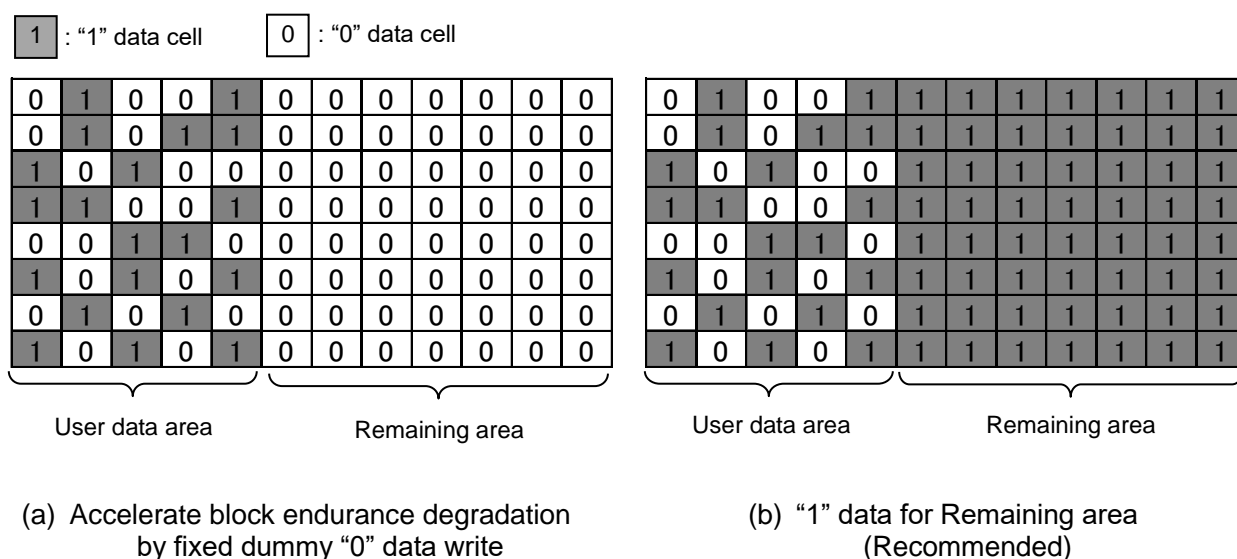 1 : “1” data cell 0 : “0” data cell
0 1 0 0 1 0 0 0 0 0 0 0 0 1 0 0 1 1 1 1 1 1 1 1
0 1 0 1 1 0 0 0 0 0 0 0 0 1 0 1 1 1 1 1 1 1 1 1
1 0 1 0 0 0 0 0 0 0 0 0 1 0 1 0 0 1 1 1 1 1 1 1
1 1 0 0 1 0 0 0 0 0 0 0 1 1 0 0 1 1 1 1 1 1 1 1
0 0 1 1 0 0 0 0 0 0 0 0 0 0 1 1 0 1 1 1 1 1 1 1
1 0 1 0 1 0 0 0 0 0 0 0 1 0 1 0 1 1 1 1 1 1 1 1
0 1 0 1 0 0 0 0 0 0 0 0 0 1 0 1 0 1 1 1 1 1 1 1
1 0 1 0 1 0 0 0 0 0 0 0 1 0 1 0 1 1 1 1 1 1 1 1
User data area Remaining area User data area Remaining area
(a) Accelerate block endurance degradation
by fixed dummy “0” data write
(b) “1” data for Remaining area
(Recommended)